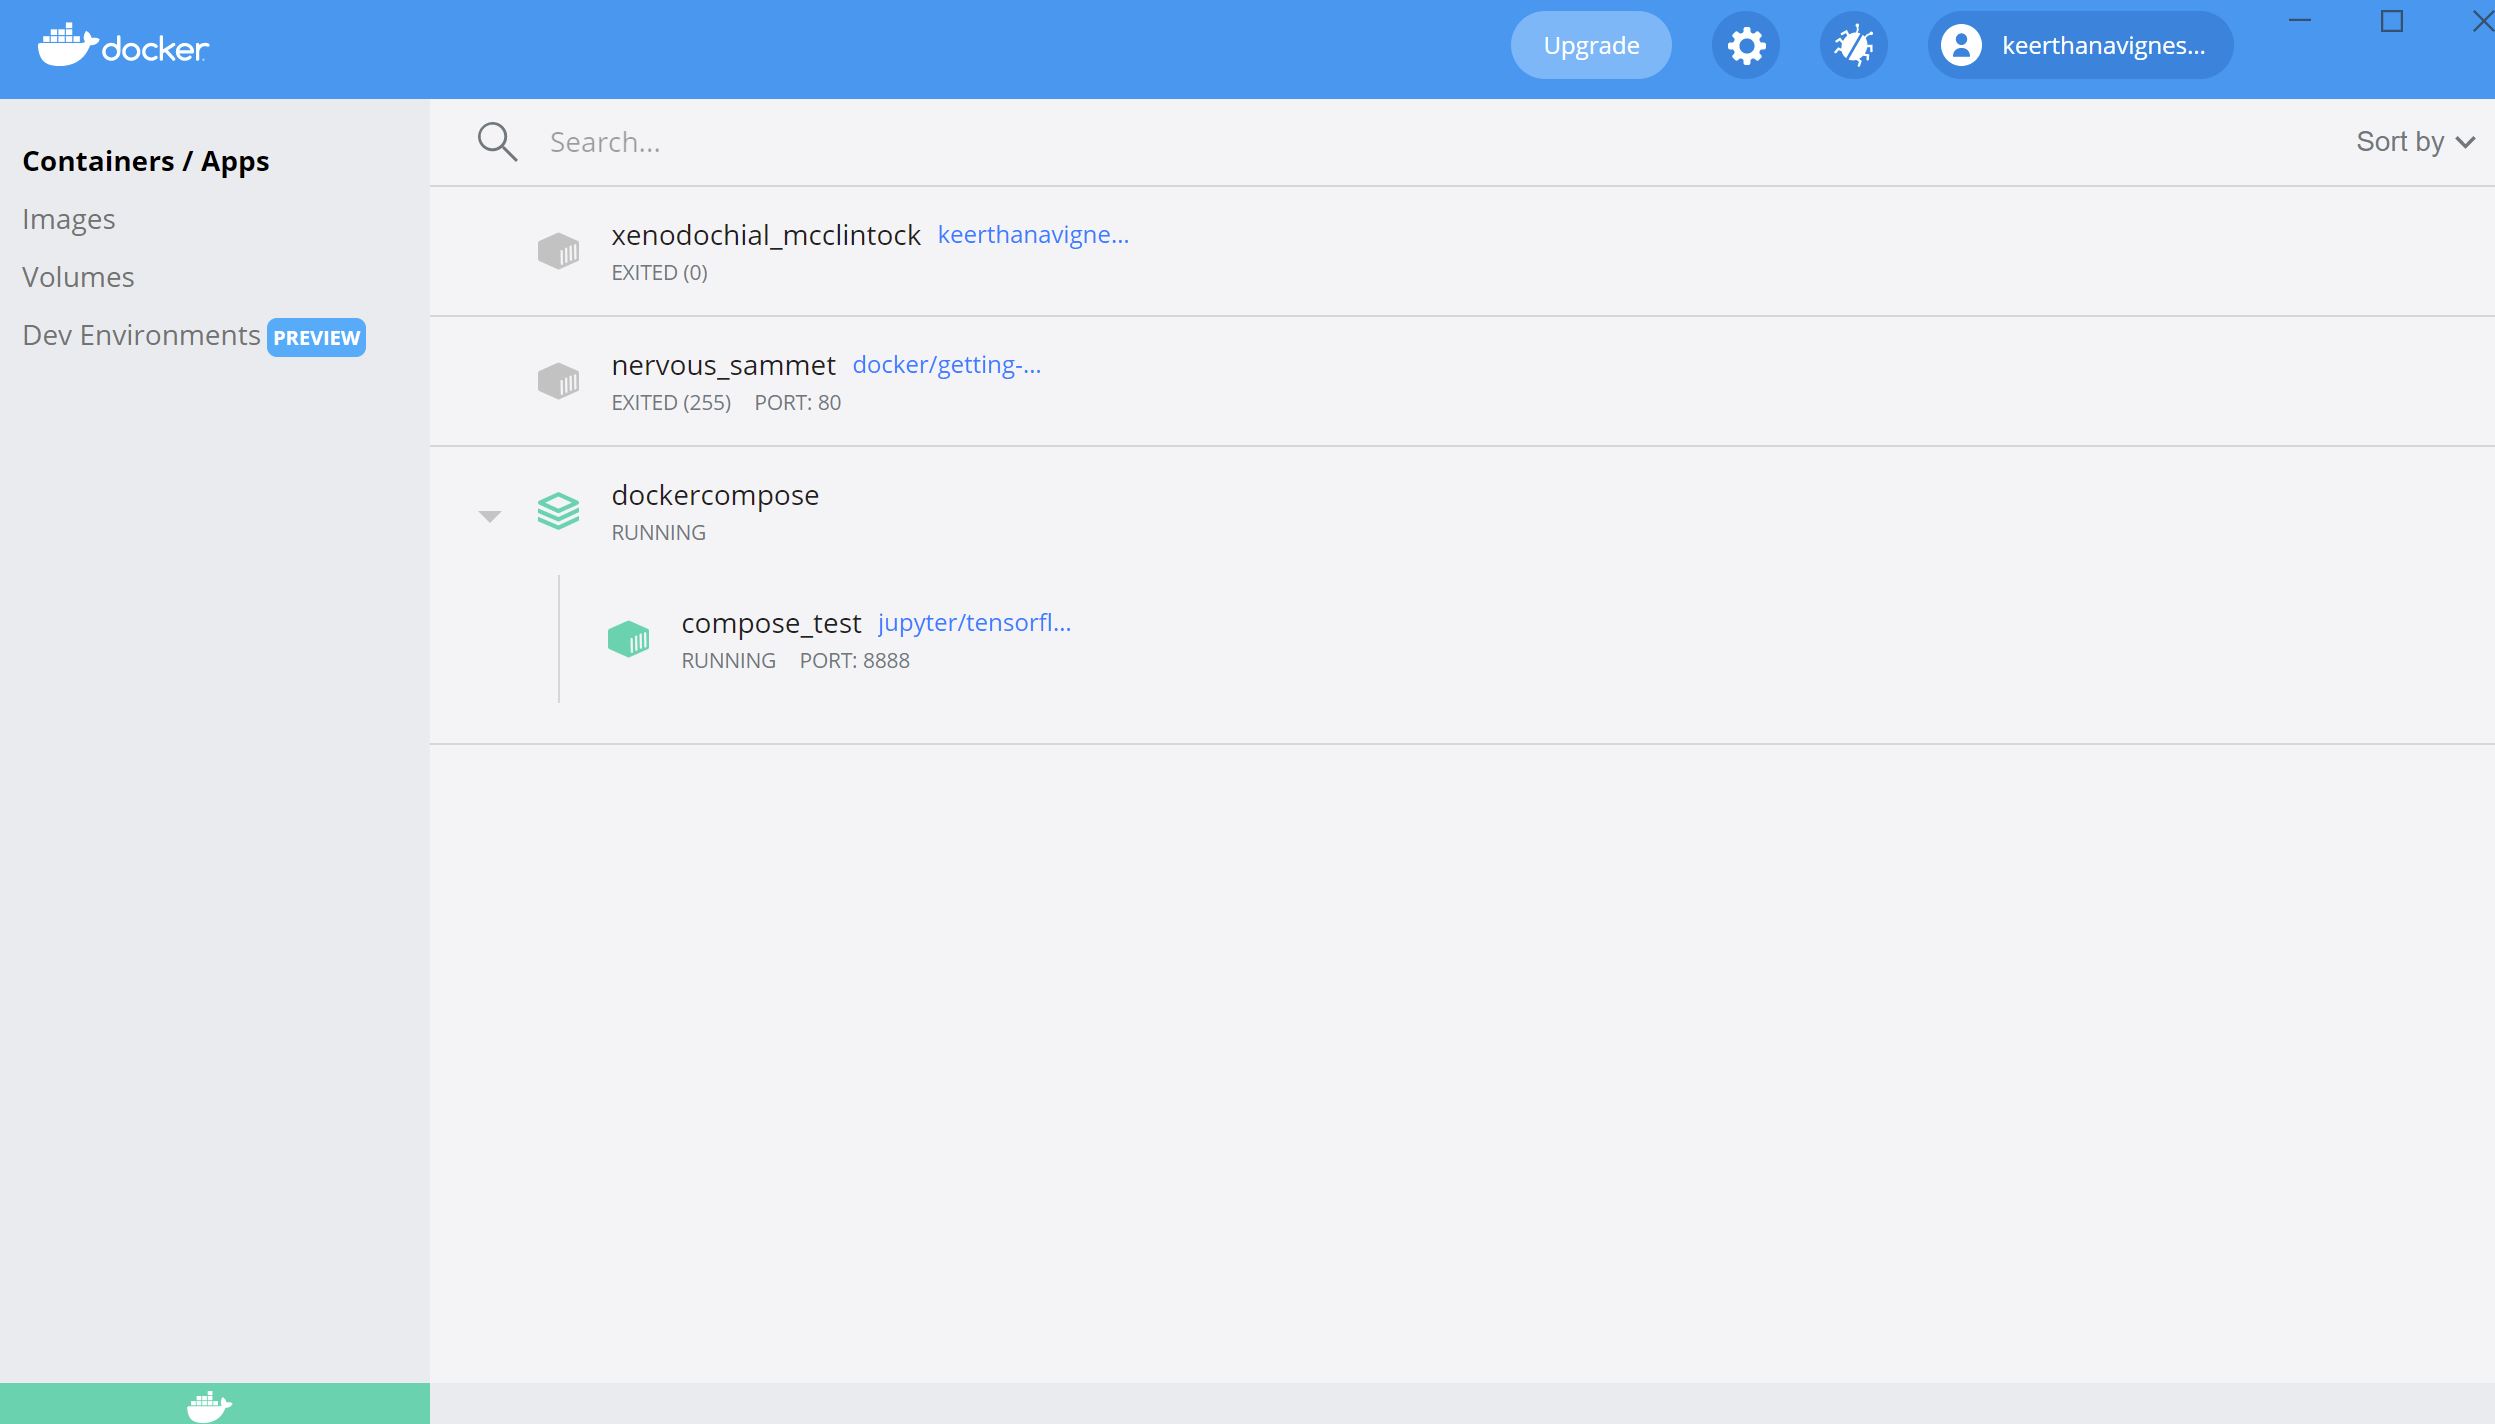 docker
Upgrade
keerthanavignes...
Containers / Apps
Images
Volumes
Dev Environments PREVIEW
Search...
Sort by
xenodochial_mcclintock keerthanavigne...
EXITED (0)
nervous_sammet docker/getting-...
EXITED (255) PORT: 80
dockercompose
RUNNING
compose_test jupyter/tensorfl...
RUNNING PORT: 8888